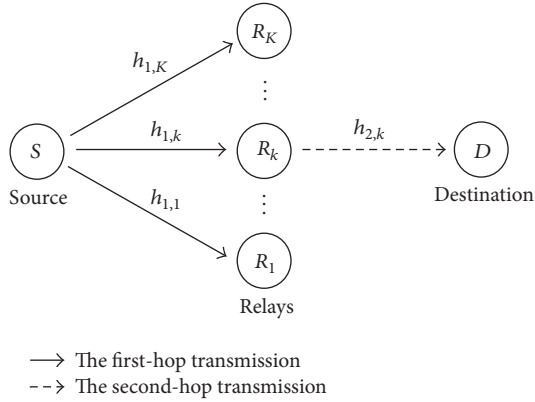 R_K
h_{1,K}
⋮
S
h_{1,k}
R_k
h_{2,k}
D
Source
Destination
h_{1,1}
⋮
R_1
Relays
The first-hop transmission
The second-hop transmission